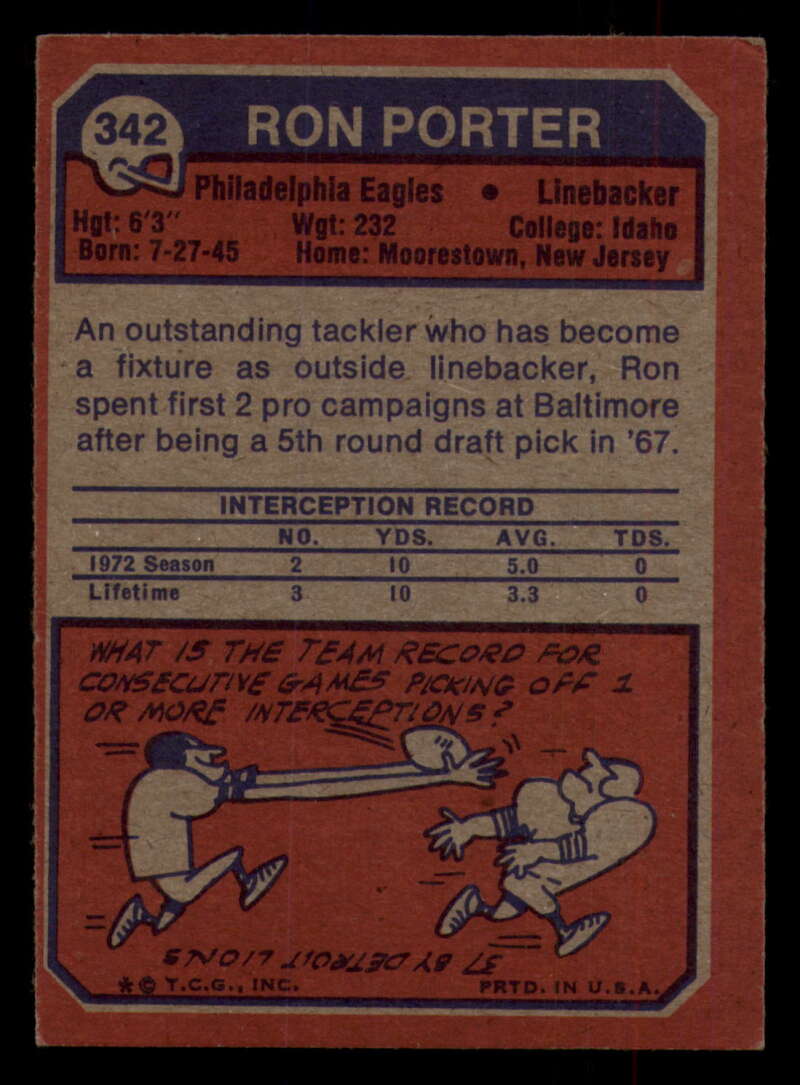 342 RON PORTER
Philadelphia Eagles • Linebacker
Hgt: 6'3" Wgt: 232 College: Idaho
Born: 7-27-45 Home: Moorestown, New Jersey
An outstanding tackler who has become
a fixture as outside linebacker, Ron
spent first 2 pro campaigns at Baltimore
after being a 5th round draft pick in '67.
INTERCEPTION RECORD
NO. YDS. AVG. TDS.
1972 Season 2 10 5.0 0
Lifetime 3 10 3.3 0
WHAT IS THE TEAM RECORD FOR
CONSECUTIVE GAMES PICKING OFF 1
OR MORE INTERCEPTIONS?
37 BY DETROIT LIONS
*© T.C.G., INC. PRTD. IN U.S.A.